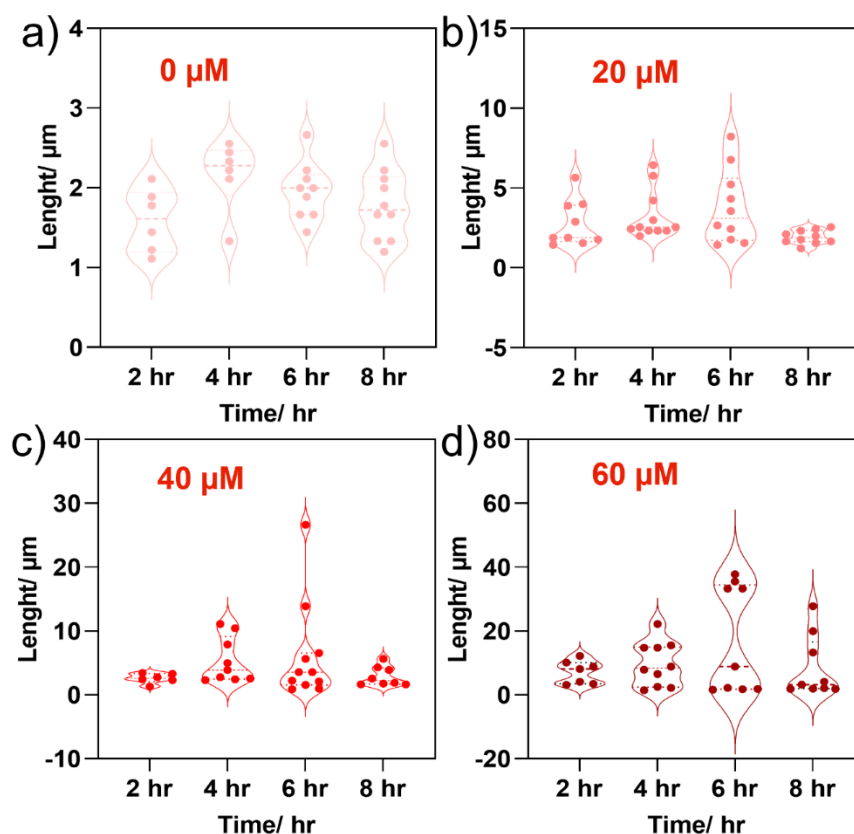 a)
0 µM
4
3
2
1
0
Lenght/ µm
2 hr 4 hr 6 hr 8 hr
Time/ hr
b)
20 µM
15
10
5
0
-5
Lenght/ µm
2 hr 4 hr 6 hr 8 hr
Time/ hr
c)
40 µM
40
30
20
10
0
-10
Lenght/ µm
2 hr 4 hr 6 hr 8 hr
Time/ hr
d)
60 µM
80
60
40
20
0
-20
Lenght/ µm
2 hr 4 hr 6 hr 8 hr
Time/ hr